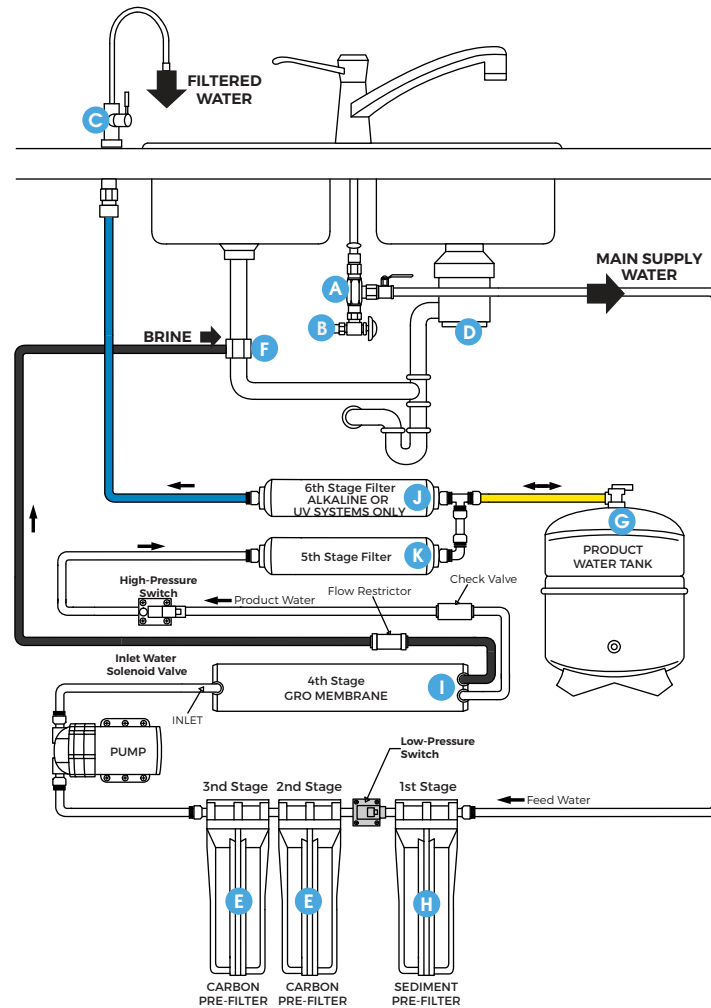 FILTERED
WATER
C
MAIN SUPPLY
WATER
A
B
D
BRINE
F
6th Stage Filter
ALKALINE OR
UV SYSTEMS ONLY
J
G
5th Stage Filter
K
PRODUCT
WATER TANK
High-Pressure
Switch
Product Water
Flow Restrictor
Check Valve
Inlet Water
Solenoid Valve
4th Stage
GRO MEMBRANE
I
INLET
PUMP
Low-Pressure
Switch
3nd Stage
2nd Stage
1st Stage
Feed Water
E
E
H
CARBON
PRE-FILTER
CARBON
PRE-FILTER
SEDIMENT
PRE-FILTER